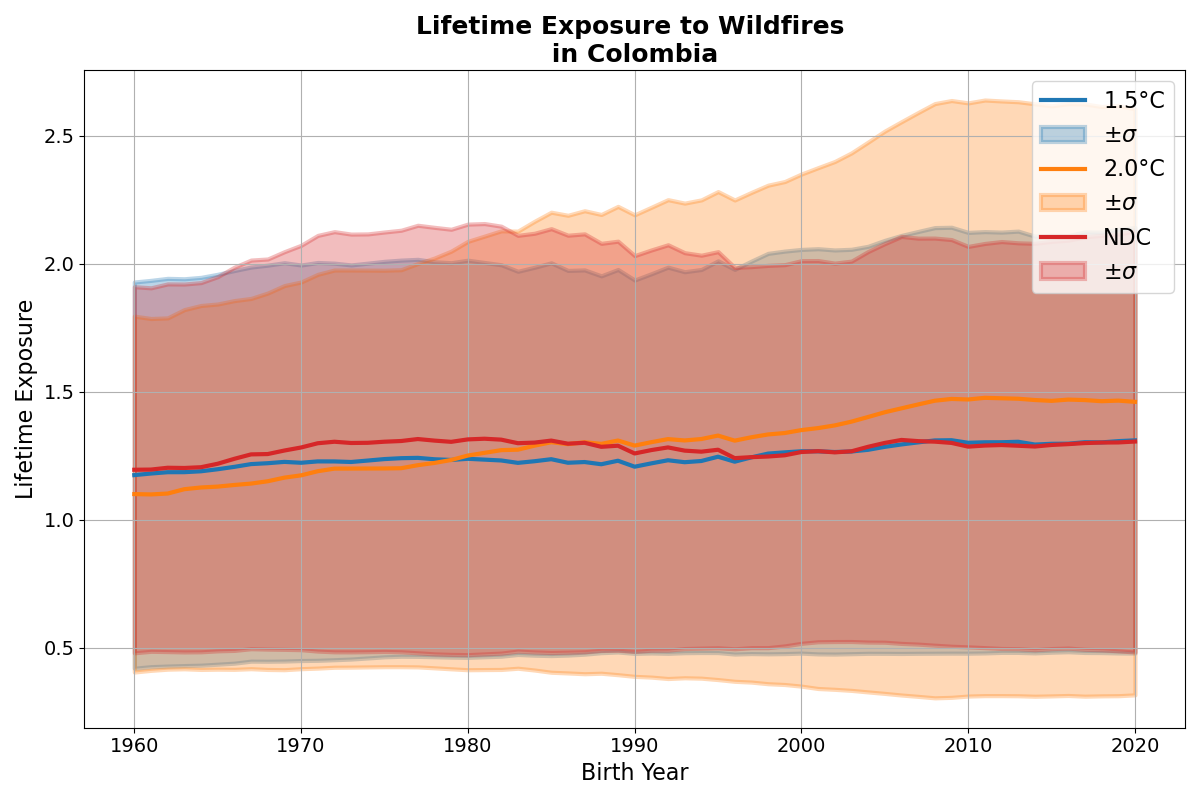 Lifetime Exposure to Wildfires
in Colombia
Lifetime Exposure
2.5
2.0
1.5
1.0
0.5
1960 1970 1980 1990 2000 2010 2020
Birth Year
1.5°C
±σ
2.0°C
±σ
NDC
±σ